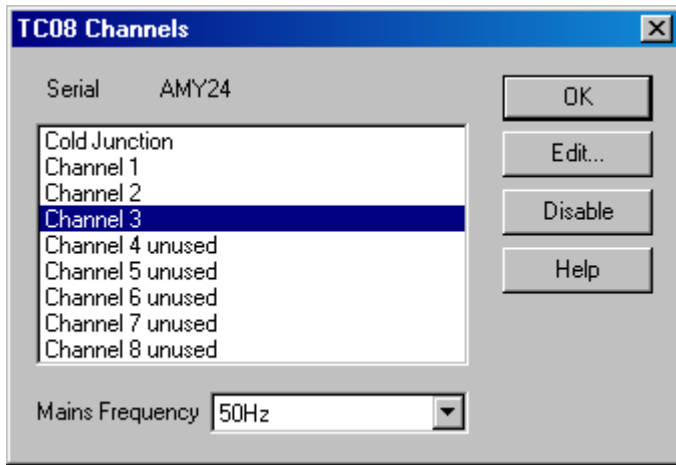 TC08 Channels
Serial AMY24
OK
Cold Junction
Channel 1
Channel 2
Channel 3
Channel 4 unused
Channel 5 unused
Channel 6 unused
Channel 7 unused
Channel 8 unused
Edit...
Disable
Help
Mains Frequency 50Hz